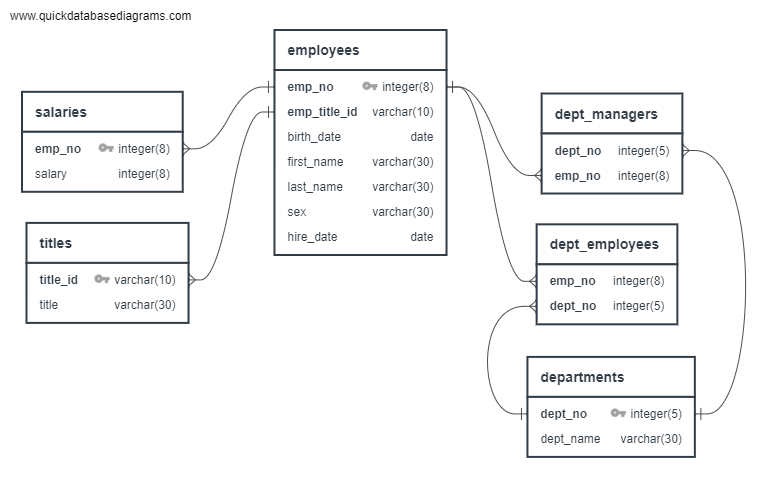 www.quickdatabasediagrams.com
employees
emp_no integer(8)
emp_title_id varchar(10)
birth_date date
first_name varchar(30)
last_name varchar(30)
sex varchar(30)
hire_date date
salaries
emp_no integer(8)
salary integer(8)
titles
title_id varchar(10)
title varchar(30)
dept_managers
dept_no integer(5)
emp_no integer(8)
dept_employees
emp_no integer(8)
dept_no integer(5)
departments
dept_no integer(5)
dept_name varchar(30)